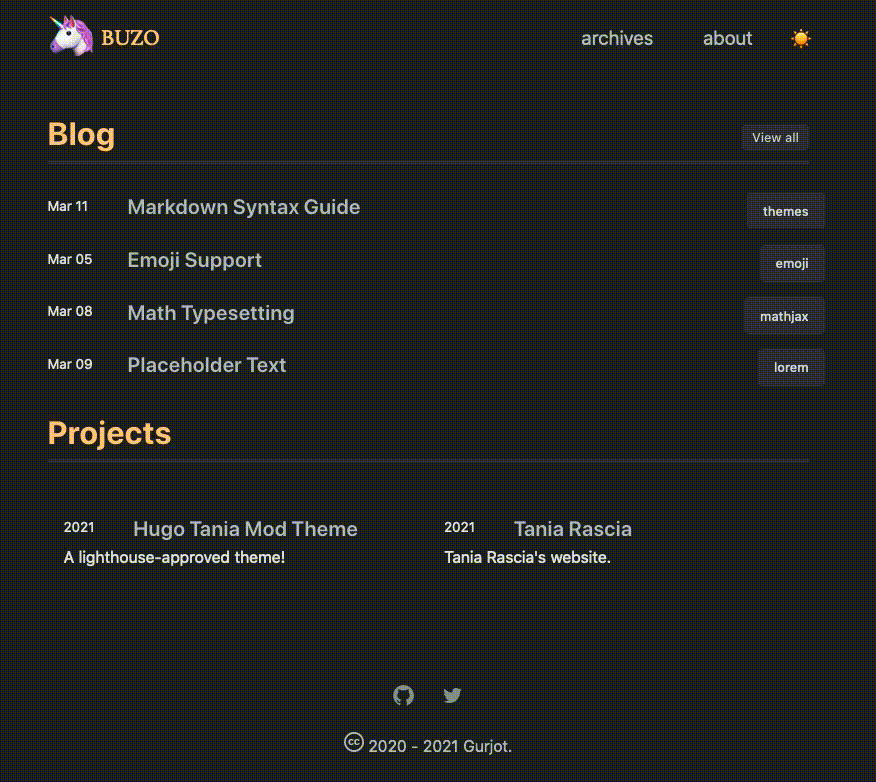 BUZO archives about
Blog View all
Mar 11 Markdown Syntax Guide themes
Mar 05 Emoji Support emoji
Mar 08 Math Typesetting mathjax
Mar 09 Placeholder Text lorem
Projects
2021 Hugo Tania Mod Theme
A lighthouse-approved theme!
2021 Tania Rascia
Tania Rascia's website.
cc 2020 - 2021 Gurjot.